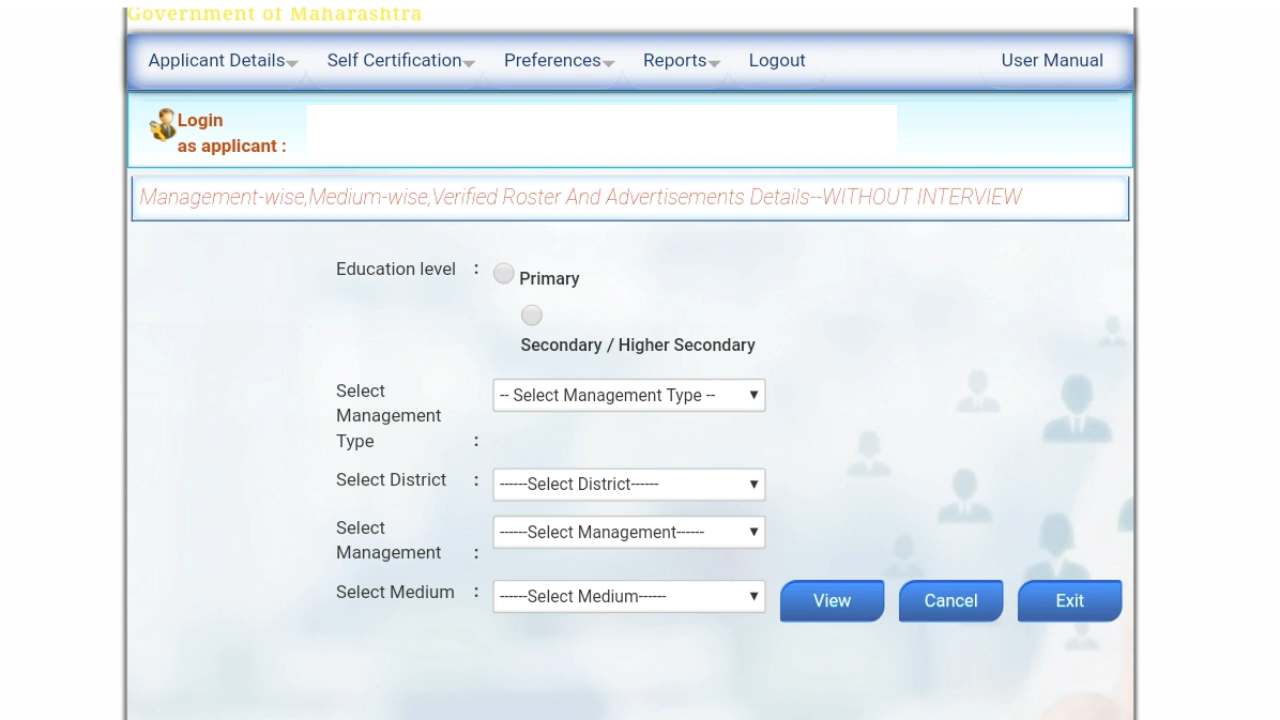 Government of Maharashtra
Applicant Details Self Certification Preferences Reports Logout User Manual
Login
as applicant :
Management-wise,Medium-wise,Verified Roster And Advertisements Details--WITHOUT INTERVIEW
Education level : Primary
Secondary / Higher Secondary
Select
Management
Type :
-- Select Management Type --
Select District : ------Select District------
Select
Management :
------Select Management------
Select Medium : ------Select Medium------ View Cancel Exit